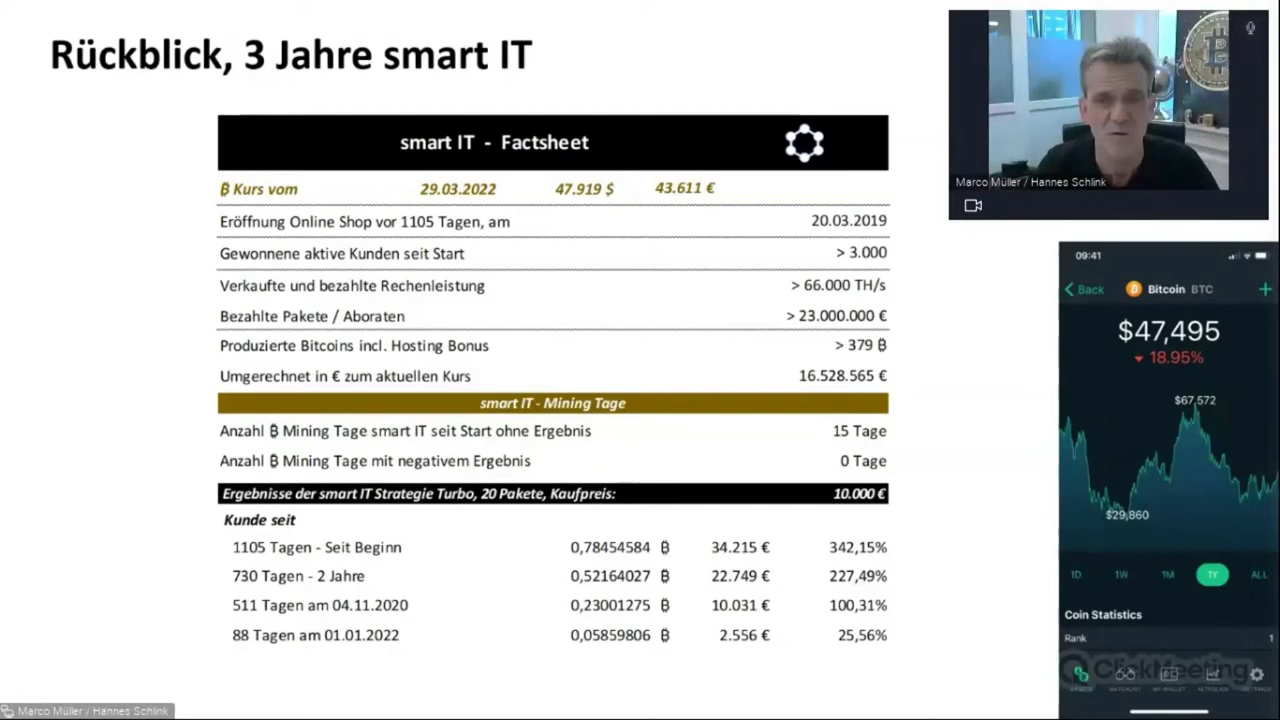 Rückblick, 3 Jahre smart IT
smart IT - Factsheet
₿ Kurs vom 29.03.2022 47.919 $ 43.611 €
Eröffnung Online Shop vor 1105 Tagen, am 20.03.2019
Gewonnene aktive Kunden seit Start > 3.000
Verkaufte und bezahlte Rechenleistung > 66.000 TH/s
Bezahlte Pakete / Aboraten > 23.000.000 €
Produzierte Bitcoins incl. Hosting Bonus > 379 ₿
Umgerechnet in € zum aktuellen Kurs 16.528.565 €
smart IT - Mining Tage
Anzahl ₿ Mining Tage smart IT seit Start ohne Ergebnis 15 Tage
Anzahl ₿ Mining Tage mit negativem Ergebnis 0 Tage
Ergebnisse der smart IT Strategie Turbo, 20 Pakete, Kaufpreis: 10.000 €
Kunde seit
1105 Tagen - Seit Beginn 0,78454584 ₿ 34.215 € 342,15%
730 Tagen - 2 Jahre 0,52164027 ₿ 22.749 € 227,49%
511 Tagen am 04.11.2020 0,23001275 ₿ 10.031 € 100,31%
88 Tagen am 01.01.2022 0,05859806 ₿ 2.556 € 25,56%
Marco Müller / Hannes Schlink
09:41
Back Bitcoin BTC +
$47,495
18.95%
$67,572
$29,860
1D 1W 1M 1Y ALL
Coin Statistics
Rank 1
ClickMeeting
Marco Müller / Hannes Schlink